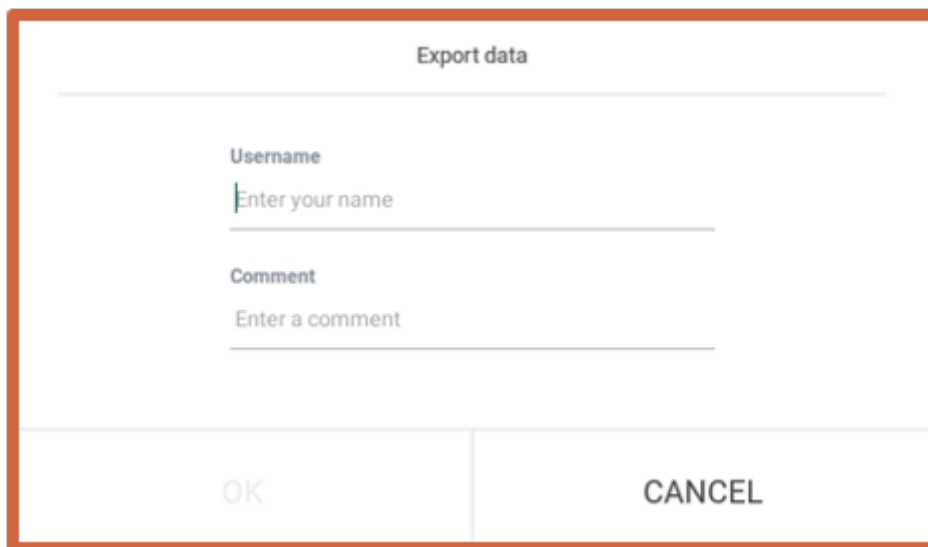 Export data
Username
Enter your name
Comment
Enter a comment
OK
CANCEL